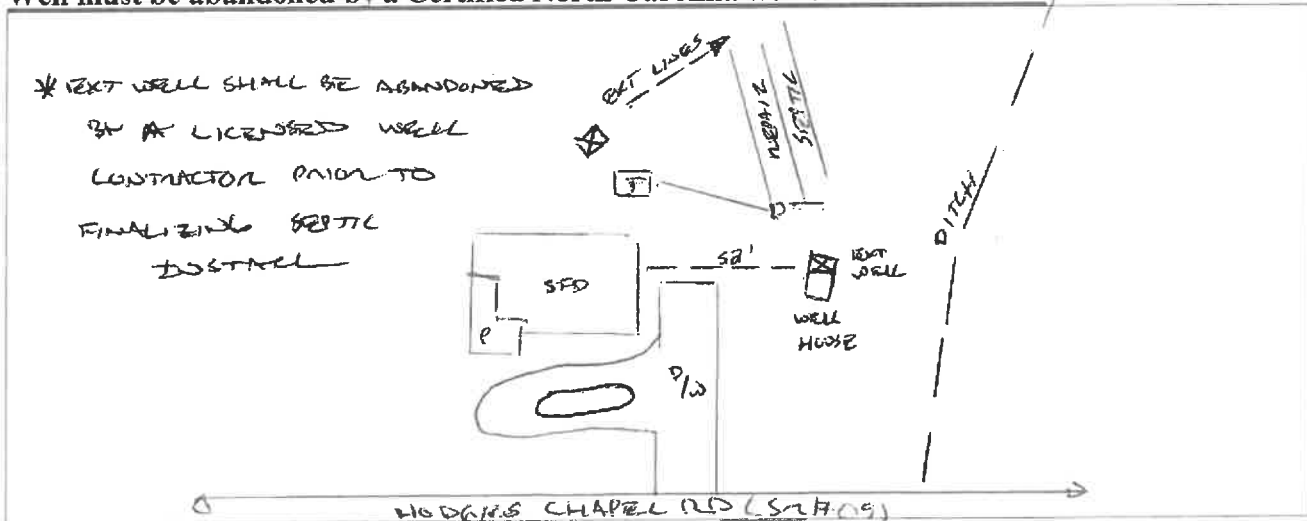 Well must be abandoned by a Certified North Carolina
* EXT WELL SHALL BE ABANDONED
BY A LICENSED WELL
CONTRACTOR PRIOR TO
FINALIZING SEPTIC
INSTALL
EXT LINES
REPAIR
SEPTIC
T
D
DITCH
52'
EXT
WELL
SFD
WELL
HOUSE
P
D/W
CHAPEL RD (SR#